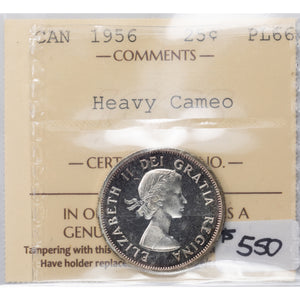 CAN 1956 25¢ PL66
COMMENTS
Heavy Cameo
CERT NO.
ELIZABETH II DEI GRATIA REGINA
IN O S A
GENU
$550
Tampering with this
Have holder replac